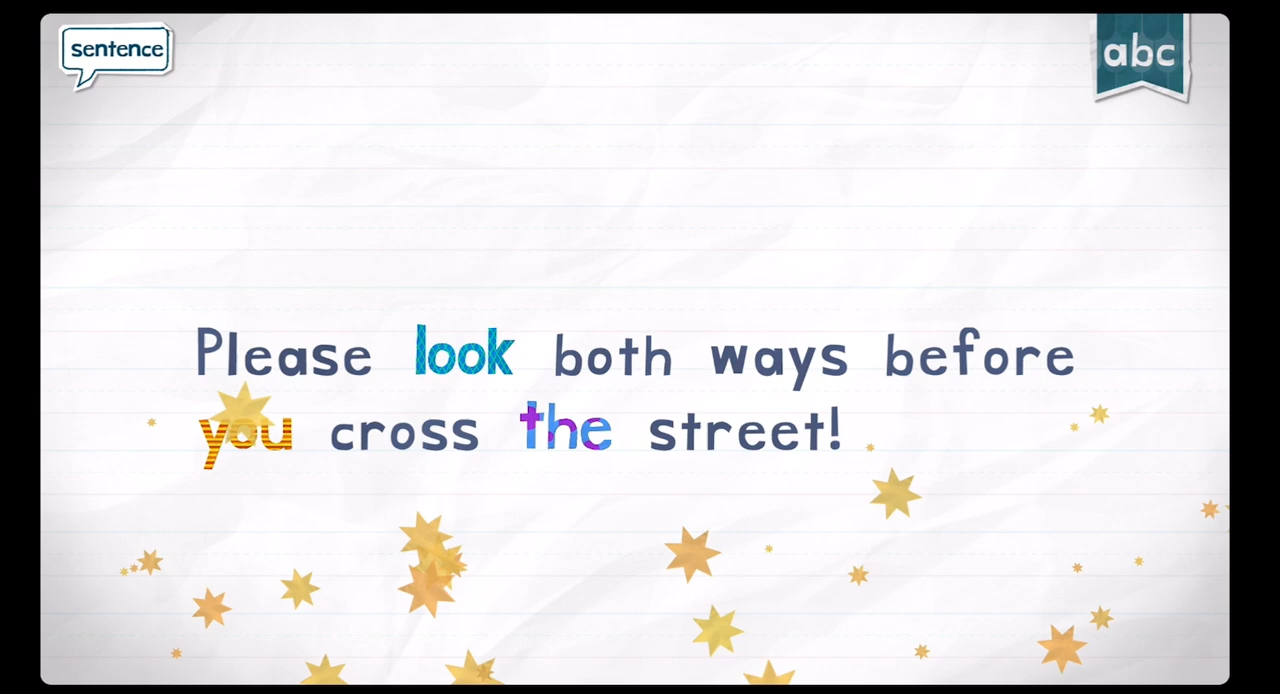 sentence
abc
Please look both ways before
you cross the street!